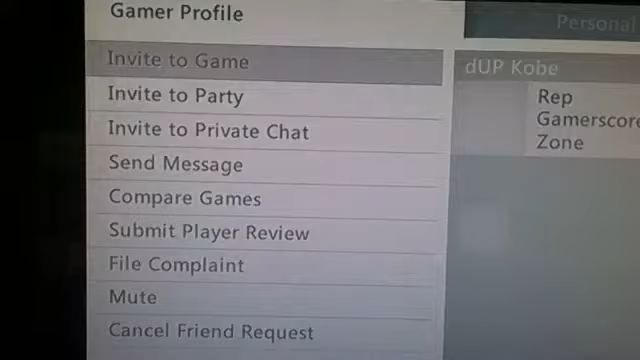 Gamer Profile
Personal
Invite to Game
dUP Kobe
Invite to Party
Rep
Invite to Private Chat
Gamerscore
Send Message
Zone
Compare Games
Submit Player Review
File Complaint
Mute
Cancel Friend Request